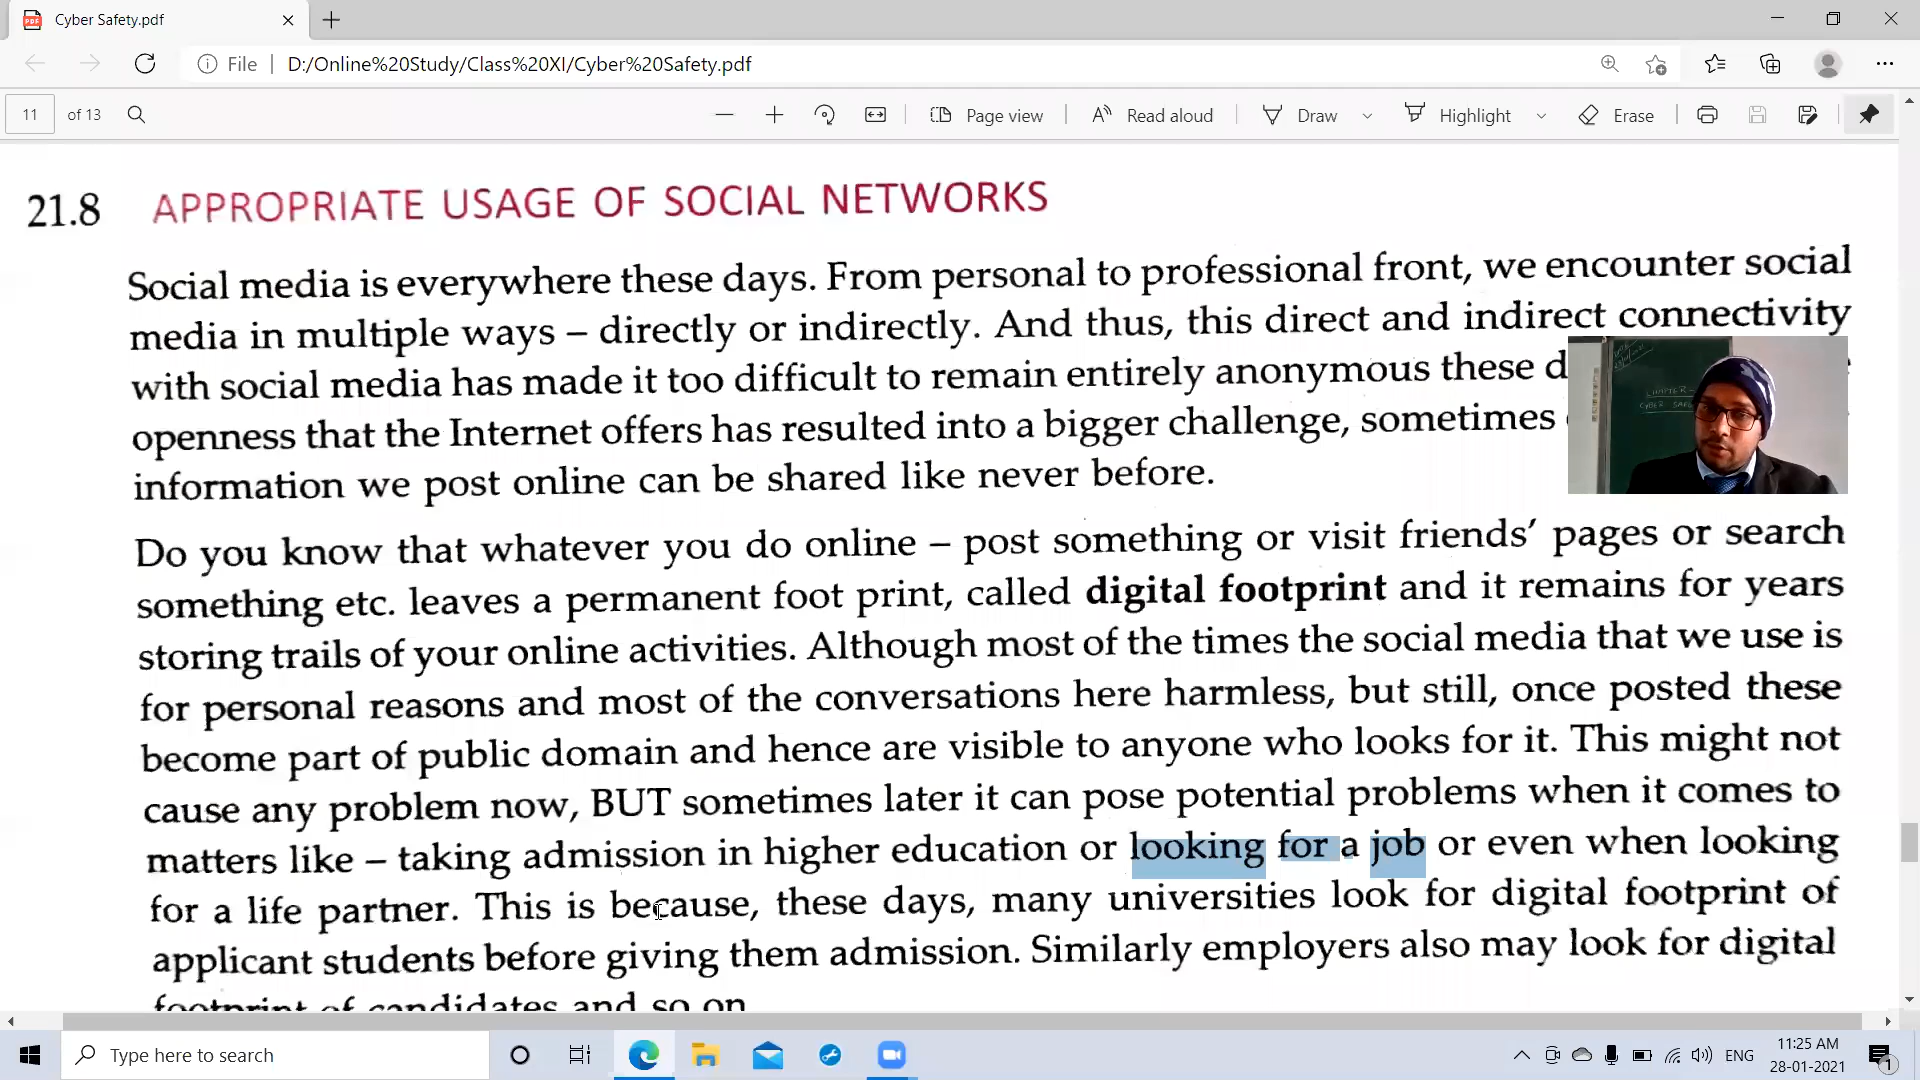 Cyber Safety.pdf
File
D:/Online%20Study/Class%20XI/Cyber%20Safety.pdf
11 of 13
Page view
Read aloud
Draw
Highlight
Erase
21.8 APPROPRIATE USAGE OF SOCIAL NETWORKS
Social media is everywhere these days. From personal to professional front, we encounter social
media in multiple ways – directly or indirectly. And thus, this direct and indirect connectivity
with social media has made it too difficult to remain entirely anonymous these
openness that the Internet offers has resulted into a bigger challenge, sometimes
information we post online can be shared like never before.
Do you know that whatever you do online – post something or visit friends' pages or search
something etc. leaves a permanent foot print, called digital footprint and it remains for years
storing trails of your online activities. Although most of the times the social media that we use is
for personal reasons and most of the conversations here harmless, but still, once posted these
become part of public domain and hence are visible to anyone who looks for it. This might not
cause any problem now, BUT sometimes later it can pose potential problems when it comes to
matters like – taking admission in higher education or looking for a job or even when looking
for a life partner. This is because, these days, many universities look for digital footprint of
applicant students before giving them admission. Similarly employers also may look for digital
footprint of candidates and so on
Type here to search
ENG
11:25 AM
28-01-2021
1